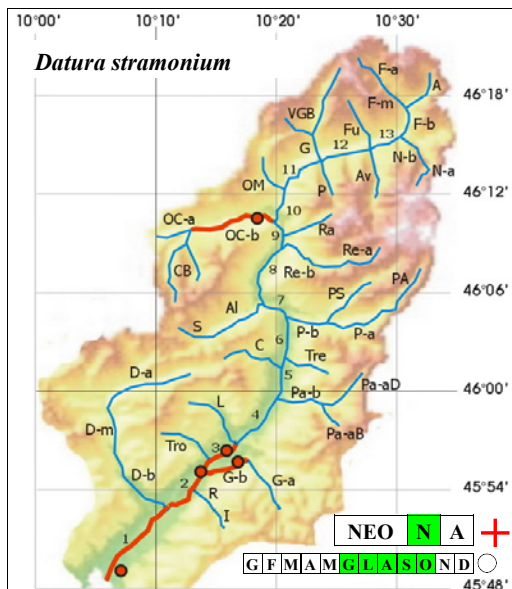 10°00' 10°10' 10°20' 10°30'
Datura stramonium
F-a
A
46°18'
F-m
VGB
Fu
F-b
13
G 12
N-b
11
OM
P
Av
N-a
46°12'
OC-a
10
Ra
OC-b 9
Re-a
CB
8 Re-b
PA
46°06'
PS
Al
7
S
P-b P-a
6
C
Tre
D-a
5
46°00'
Pa-b
Pa-aD
L
4
D-m
Pa-aB
Tro
3
D-b
G-b
G-a
2
R
45°54'
I
1
NEO N A
G F M A M G L A S O N D
45°48'